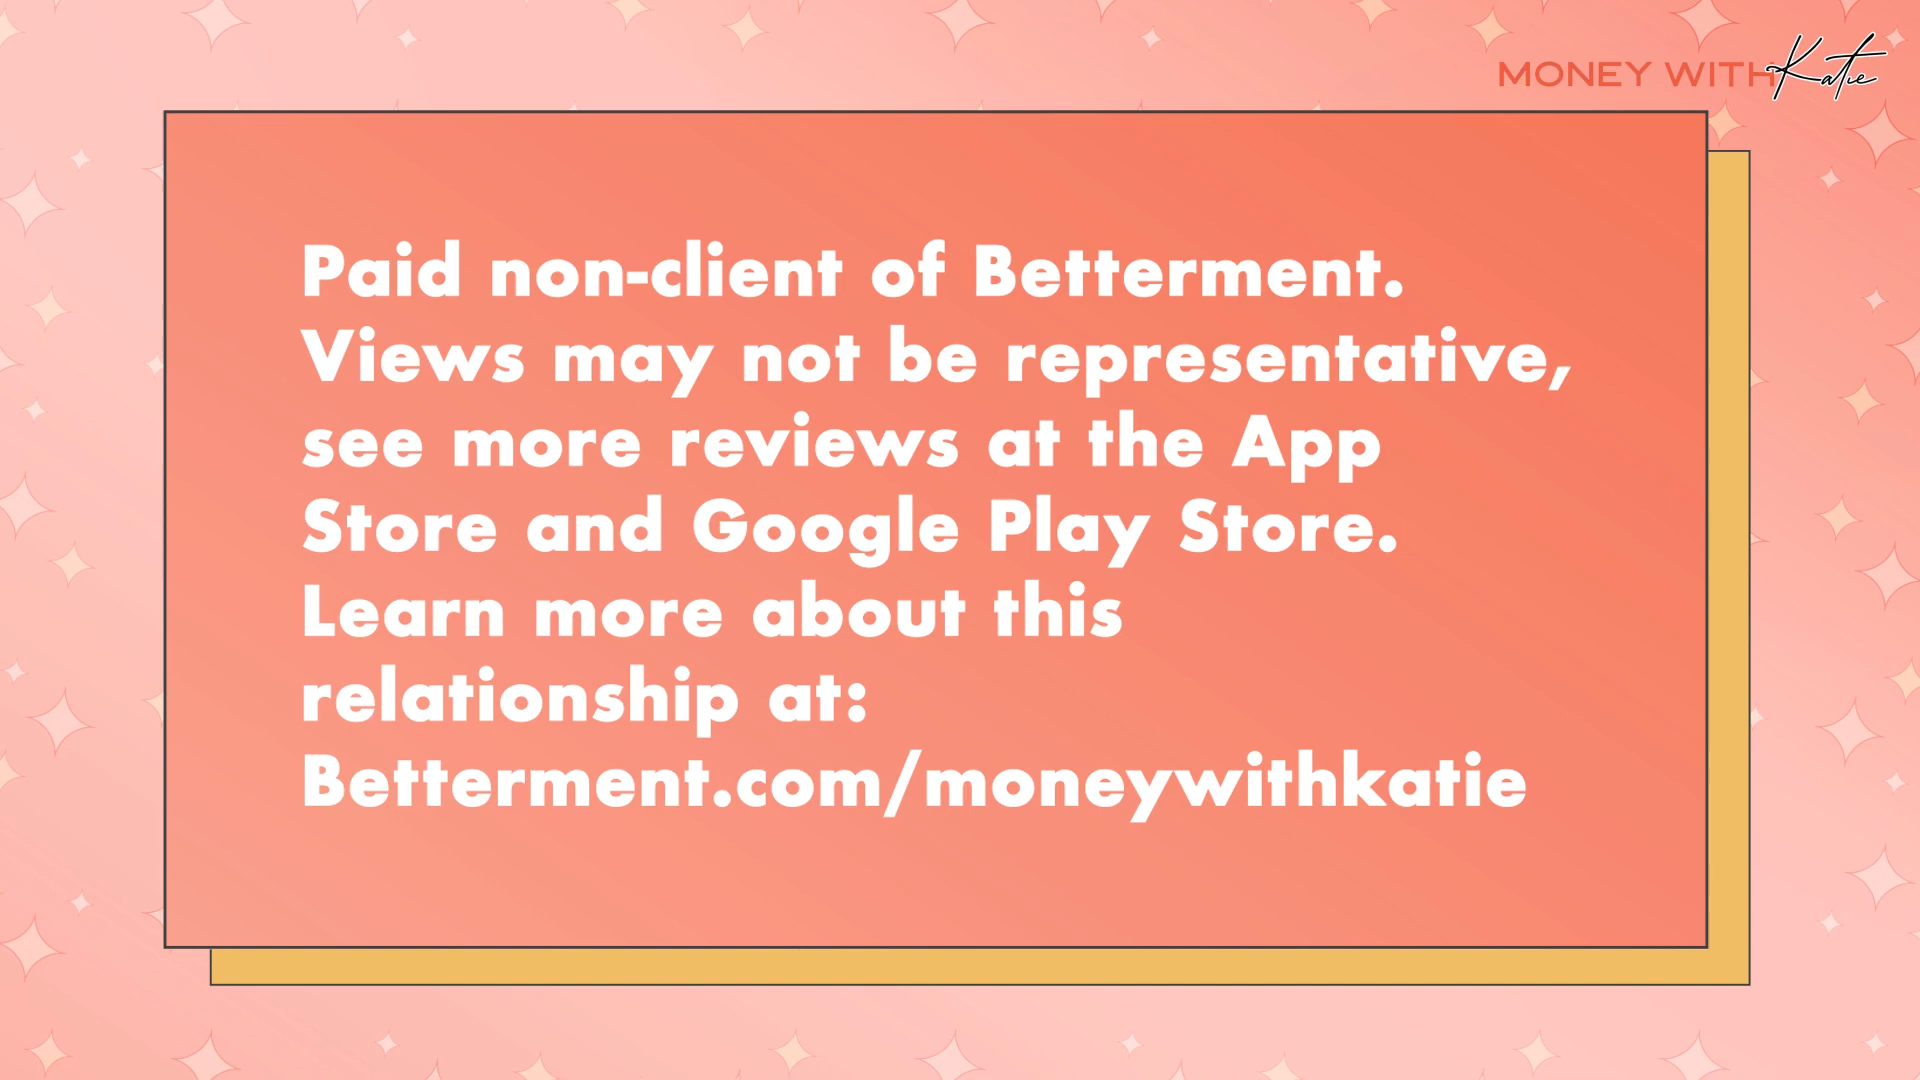 MONEY WITH Katie
Paid non-client of Betterment.
Views may not be representative,
see more reviews at the App
Store and Google Play Store.
Learn more about this
relationship at:
Betterment.com/moneywithkatie